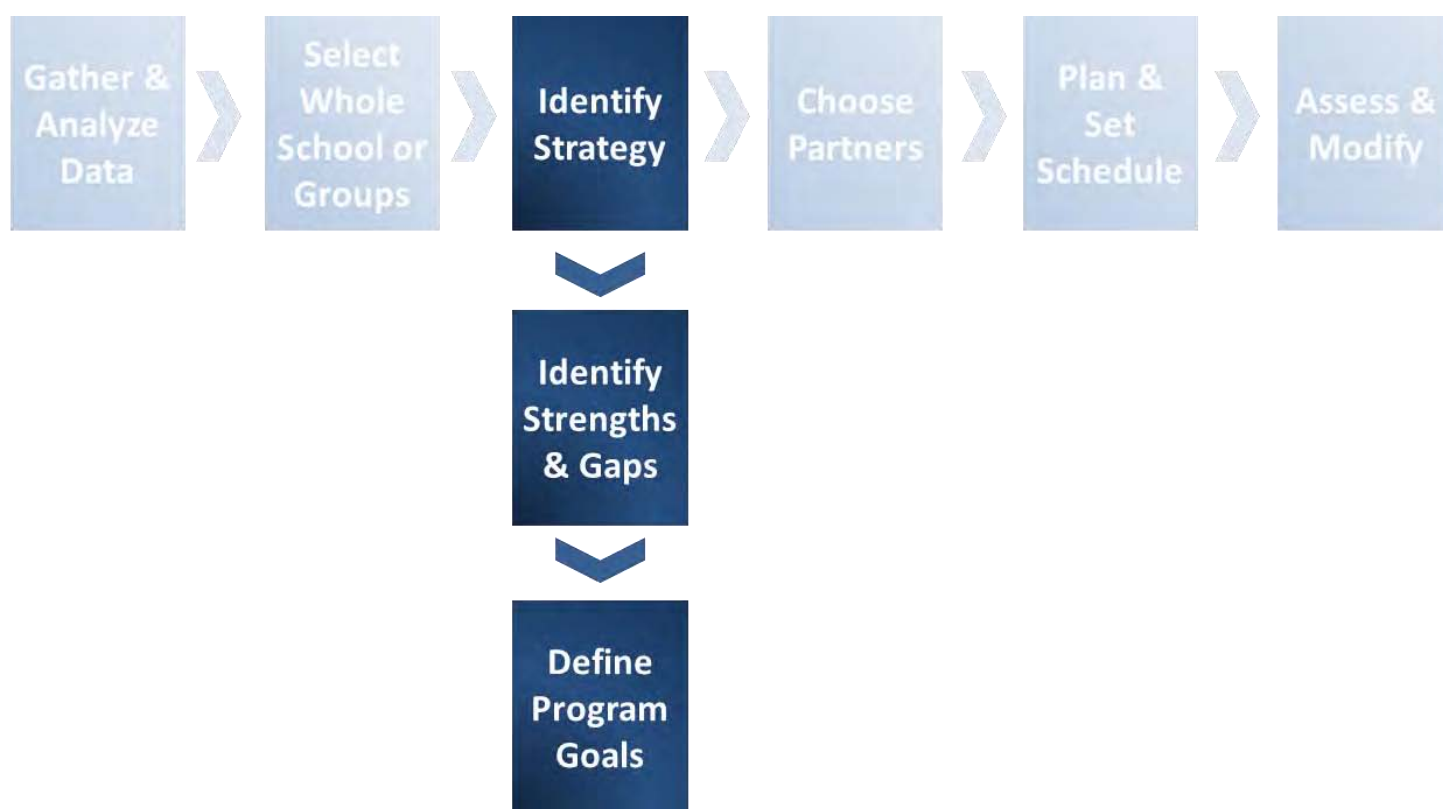 Gather &
Analyze
Data
Select
Whole
School or
Groups
Identify
Strategy
Choose
Partners
Plan &
Set
Schedule
Assess &
Modify
Identify
Strengths
& Gaps
Define
Program
Goals